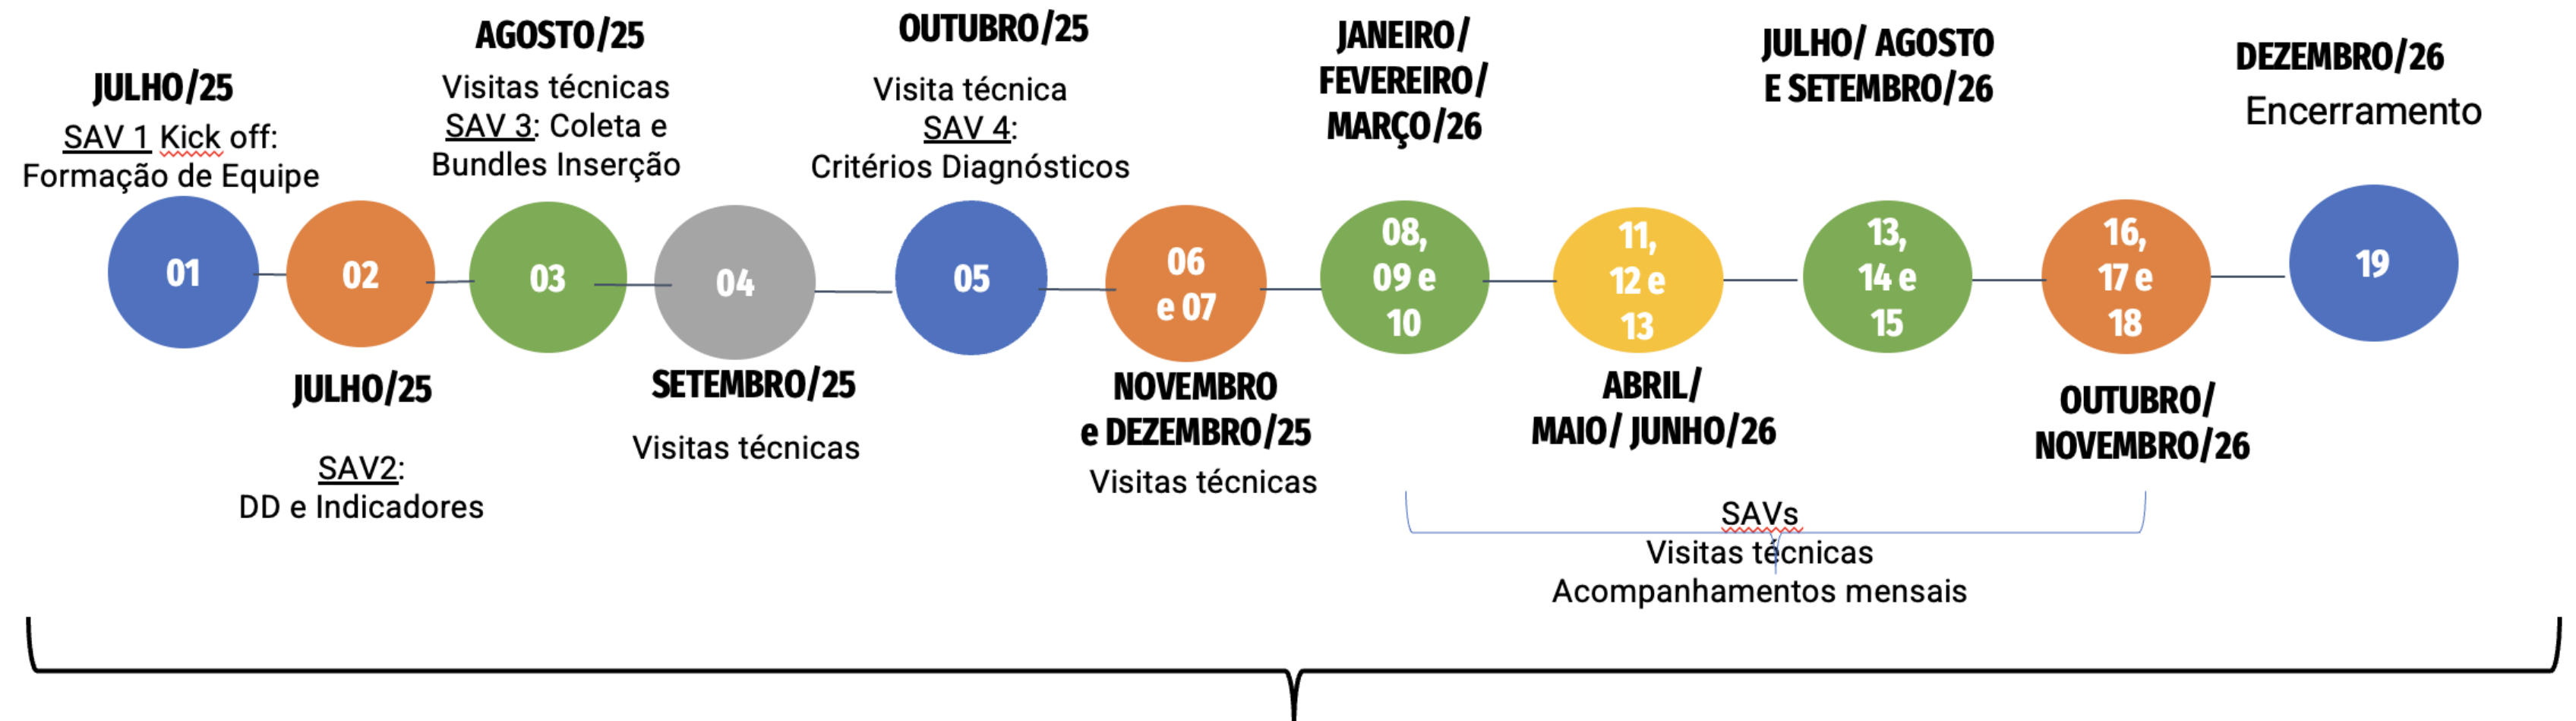 JULHO/25
SAV 1 Kick off:
Formação de Equipe
01
02
JULHO/25
SAV2:
DD e Indicadores
AGOSTO/25
Visitas técnicas
SAV 3: Coleta e
Bundles Inserção
03
04
SETEMBRO/25
Visitas técnicas
OUTUBRO/25
Visita técnica
SAV 4:
Critérios Diagnósticos
05
06
e 07
NOVEMBRO
e DEZEMBRO/25
Visitas técnicas
JANEIRO/
FEVEREIRO/
MARÇO/26
08,
09 e
10
11,
12 e
13
ABRIL/
MAIO/ JUNHO/26
JULHO/ AGOSTO
E SETEMBRO/26
13,
14 e
15
16,
17 e
18
OUTUBRO/
NOVEMBRO/26
SAVs
Visitas técnicas
Acompanhamentos mensais
DEZEMBRO/26
Encerramento
19